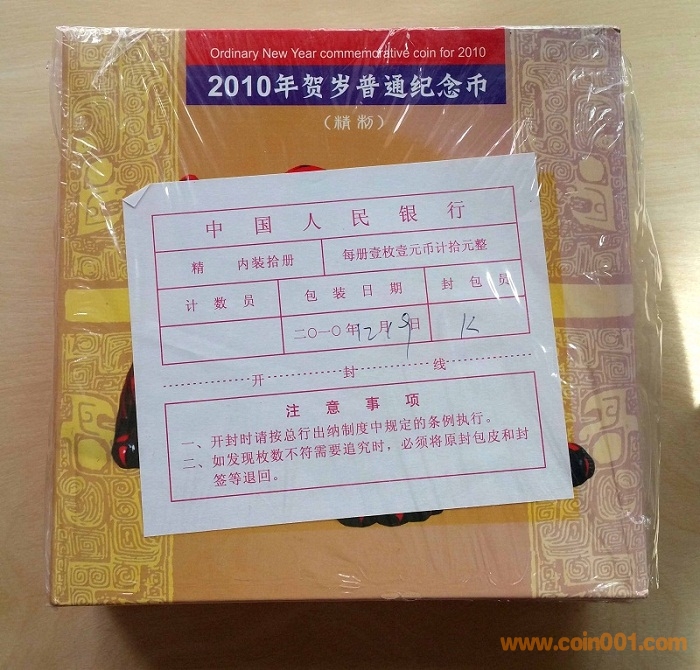 Ordinary New Year commemorative coin for 2010
2010年贺岁普通纪念币
（精制）
中国人民银行
精 内装拾册 每册壹枚壹元币计拾元整
计数员 包装日期 封包员
二〇一〇年12月19日 K
开封线
注意事项
一、开封时请按总行出纳制度中规定的条例执行。
二、如发现枚数不符需要追究时，必须将原封包皮和封
签等退回。
www.coin001.com